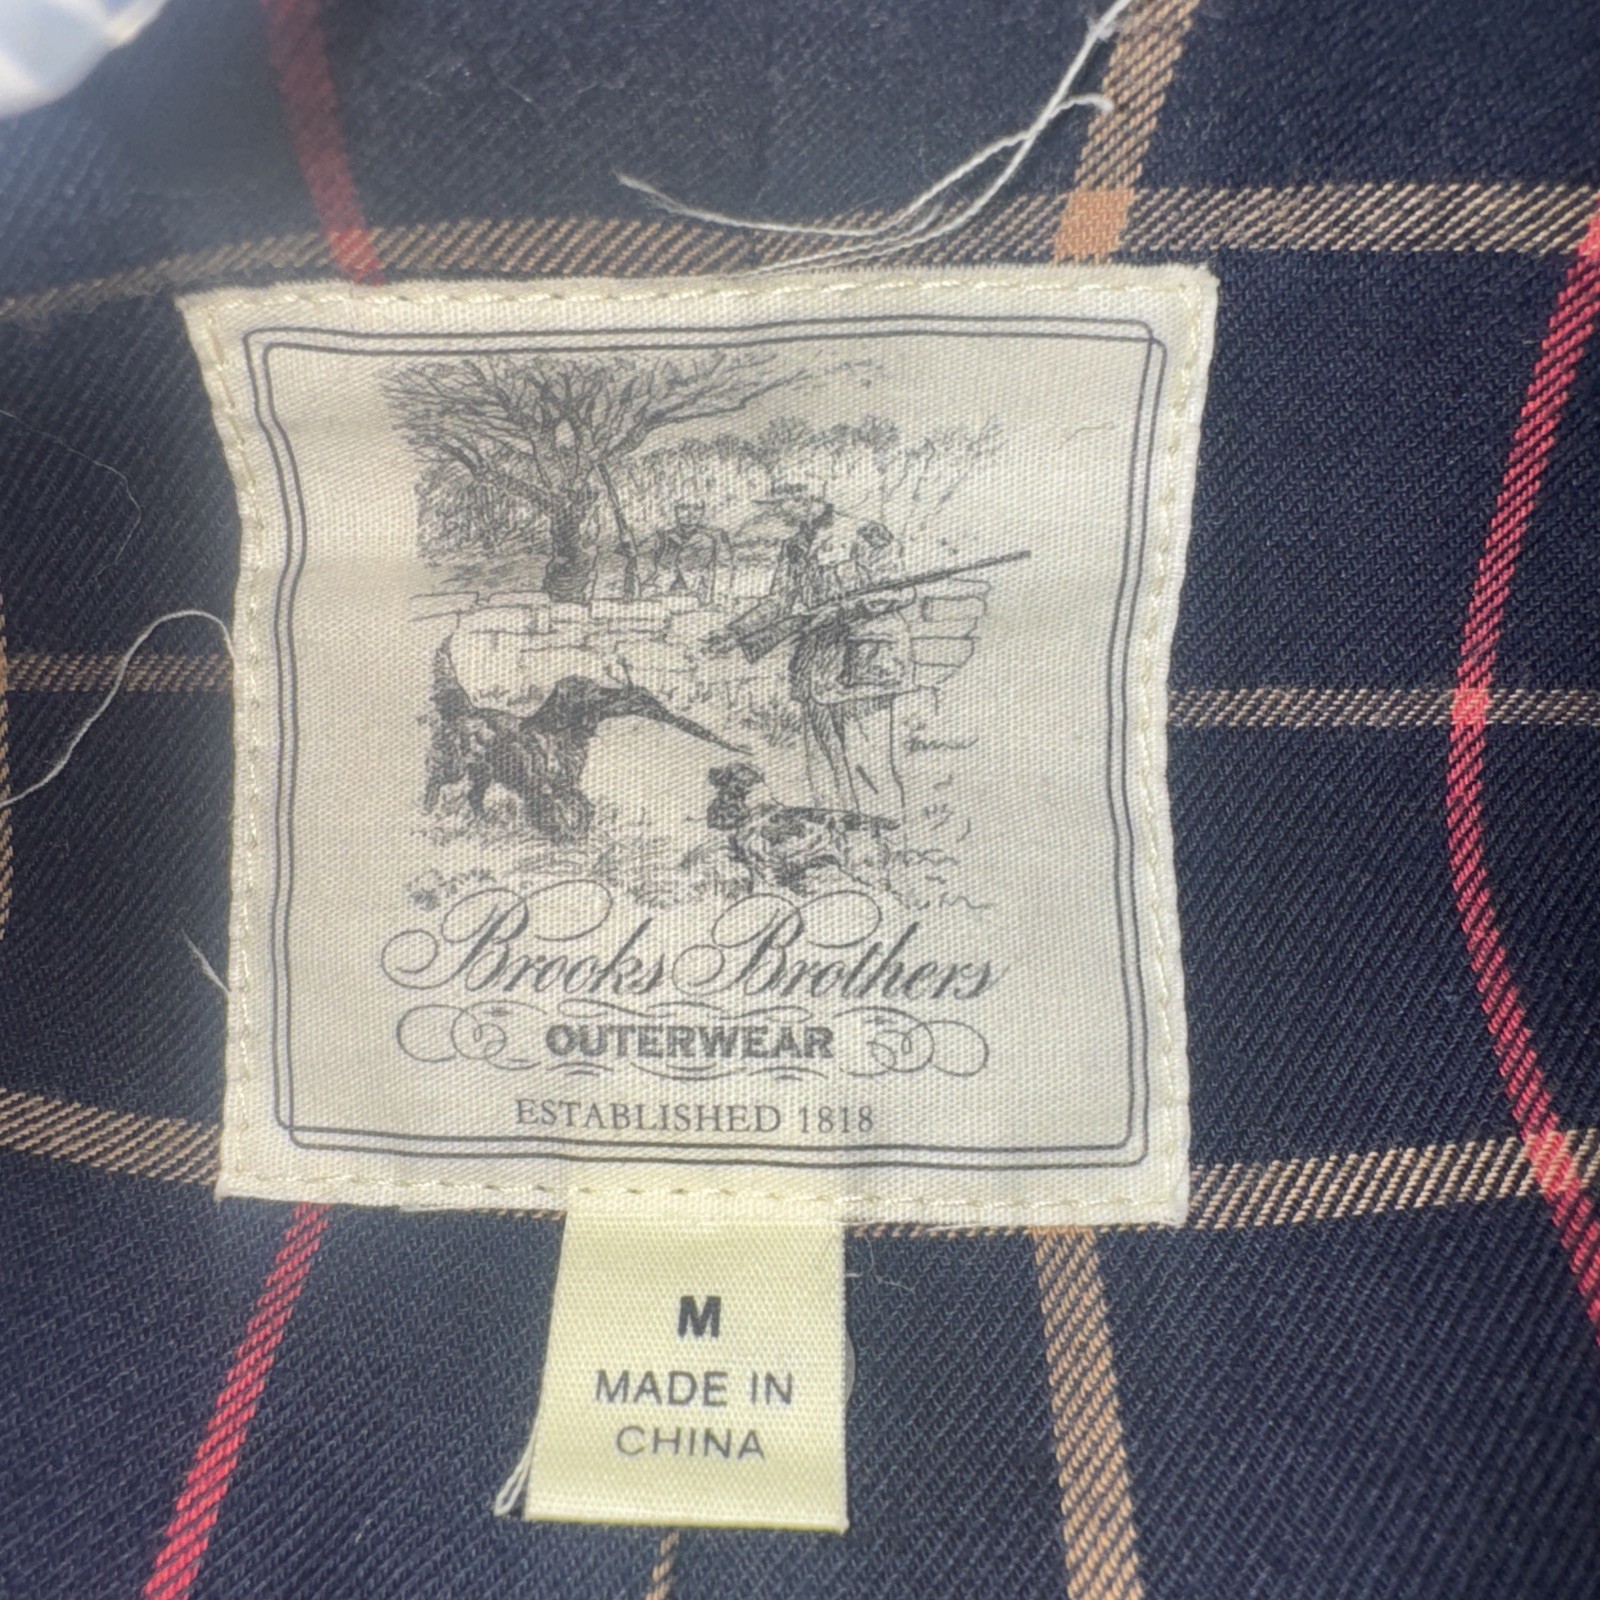 Brooks Brothers
OUTERWEAR
ESTABLISHED 1818
M
MADE IN
CHINA